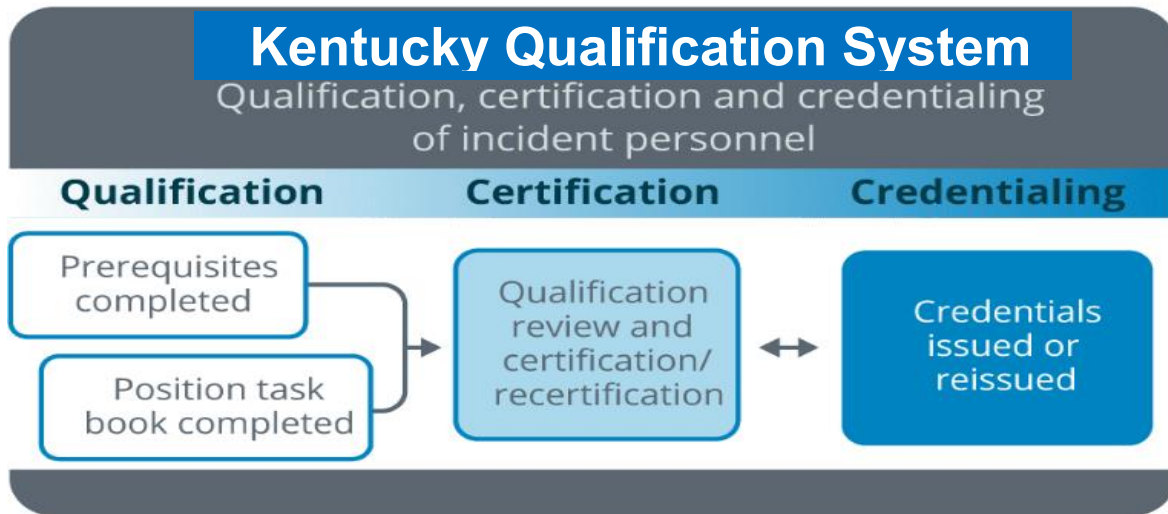 Kentucky Qualification System
Qualification, certification and credentialing
of incident personnel
Qualification
Certification
Credentialing
Prerequisites
completed
Position task
book completed
Qualification
review and
certification/
recertification
Credentials
issued or
reissued